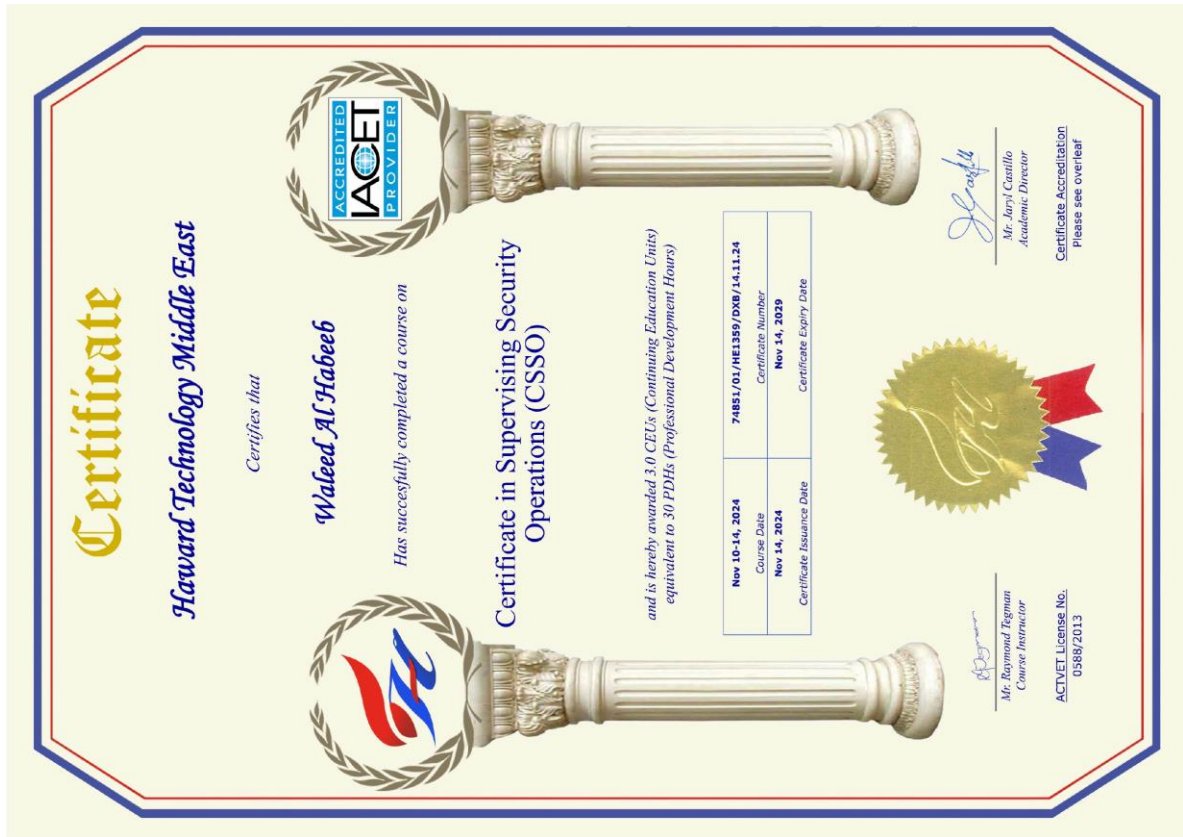 Certificate
Haward Technology Middle East
Certifies that
Waleed Al Habeeb
Has succesfully completed a course on
Certificate in Supervising Security
Operations (CSSO)
and is hereby awarded 3.0 CEUs (Continuing Education Units)
equivalent to 30 PDHs (Professional Development Hours)
Nov 10-14, 2024
74851/01/HE1359/DXB/14.11.24
Course Date
Certificate Number
Nov 14, 2024
Nov 14, 2029
Certificate Issuance Date
Certificate Expiry Date
ACCREDITED
IACET
PROVIDER
Mr. Raymond Tegman
Course Instructor
ACTVET License No.
0588/2013
Mr. Jaryl Castillo
Academic Director
Certificate Accreditation
Please see overleaf